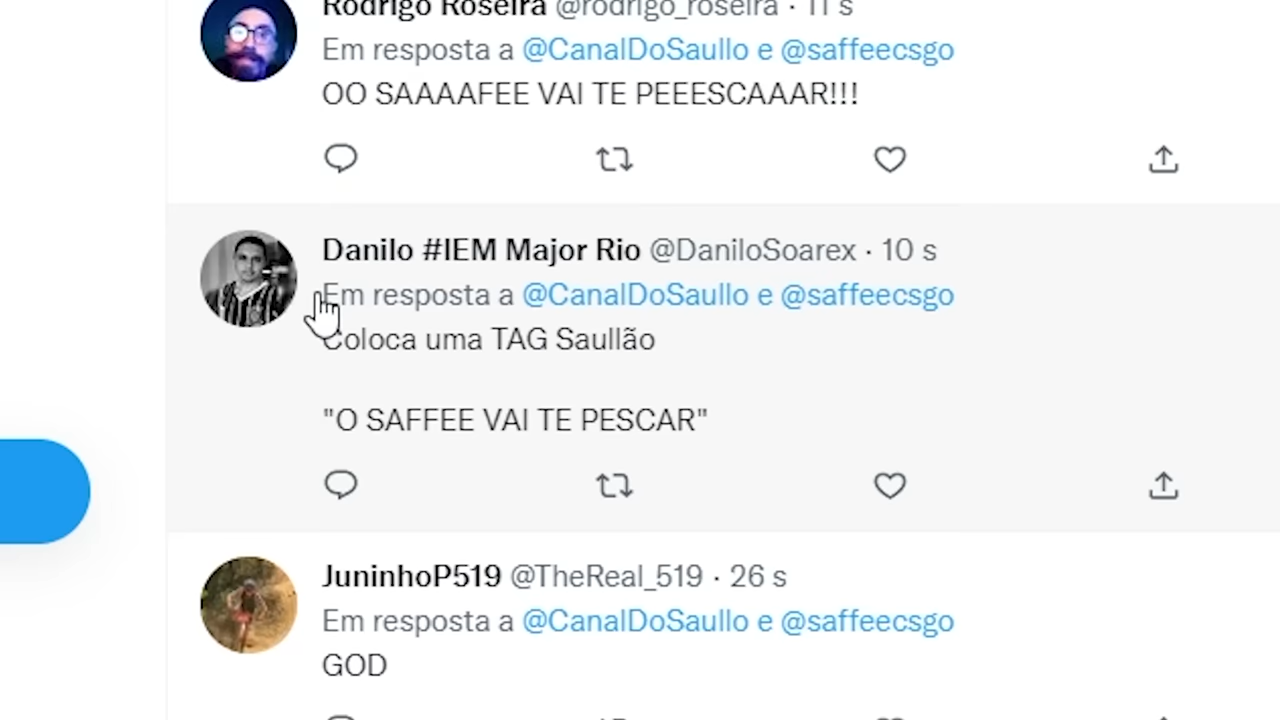 Rodrigo Roseira @rodrigo_roseira · 11 s
Em resposta a @CanalDoSaullo e @saffeecsgo
OO SAAAAFEE VAI TE PEEESCAAAR!!!
Danilo #IEM Major Rio @DaniloSoarex · 10 s
Em resposta a @CanalDoSaullo e @saffeecsgo
Coloca uma TAG Saullão
"O SAFFEE VAI TE PESCAR"
JuninhoP519 @TheReal_519 · 26 s
Em resposta a @CanalDoSaullo e @saffeecsgo
GOD